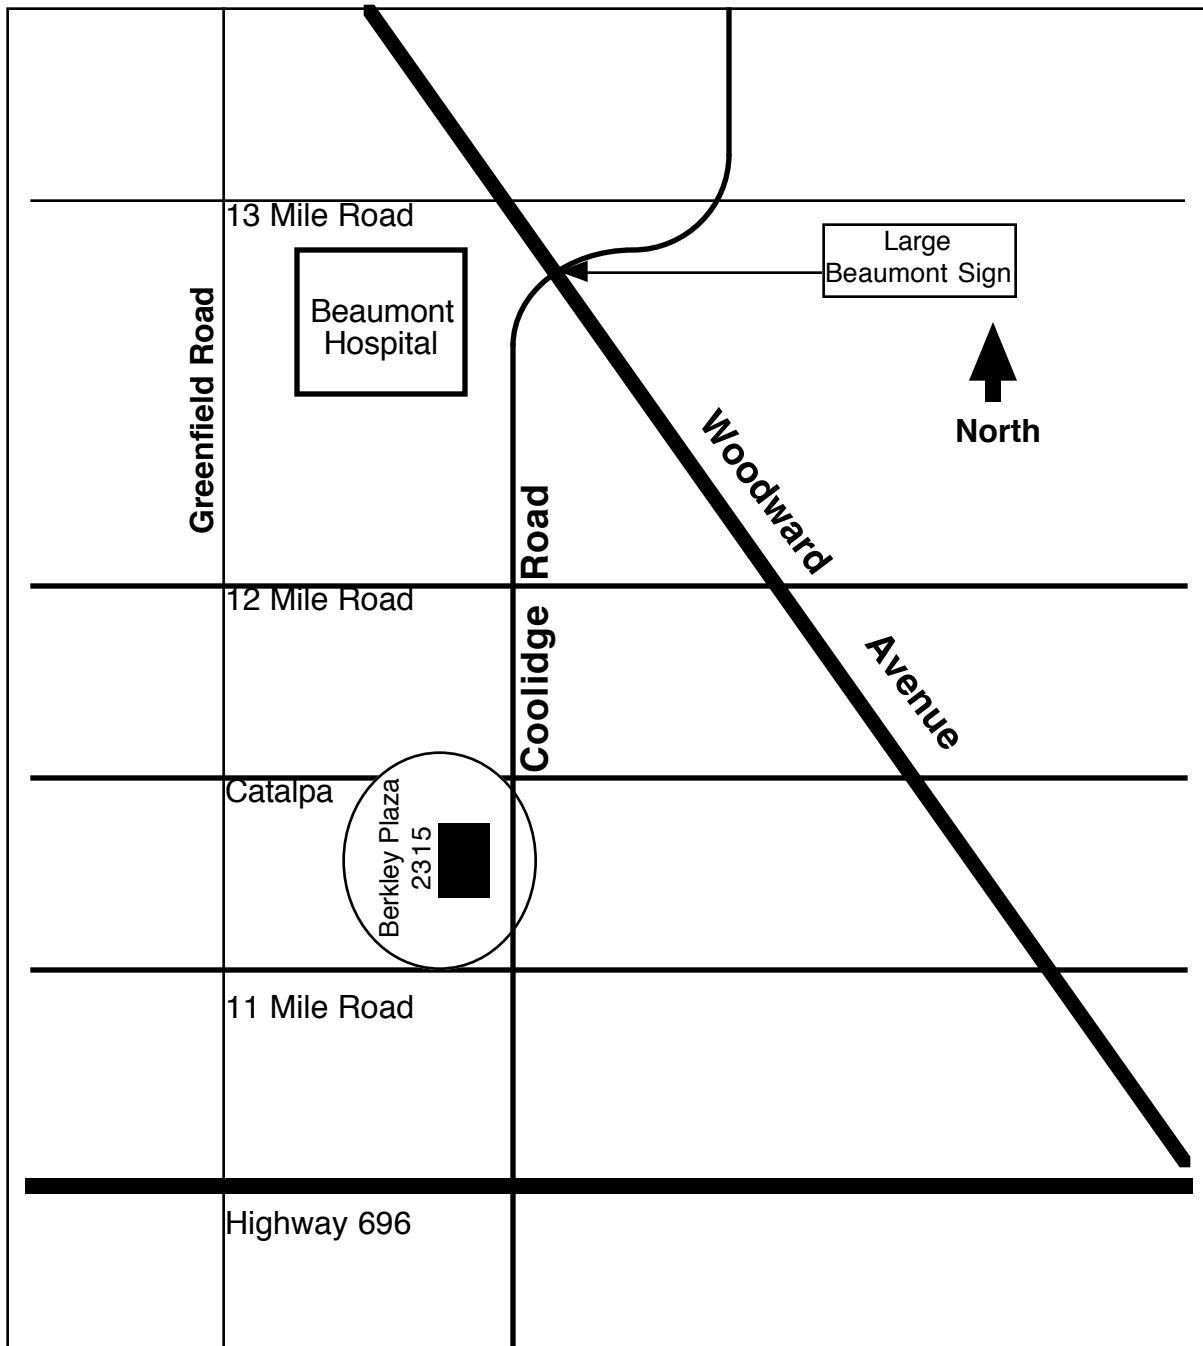 13 Mile Road
Large
Beaumont Sign
Beaumont
Hospital
Greenfield Road
North
Woodward
Avenue
12 Mile Road
Coolidge Road
Catalpa
Berkley Plaza
2315
11 Mile Road
Highway 696